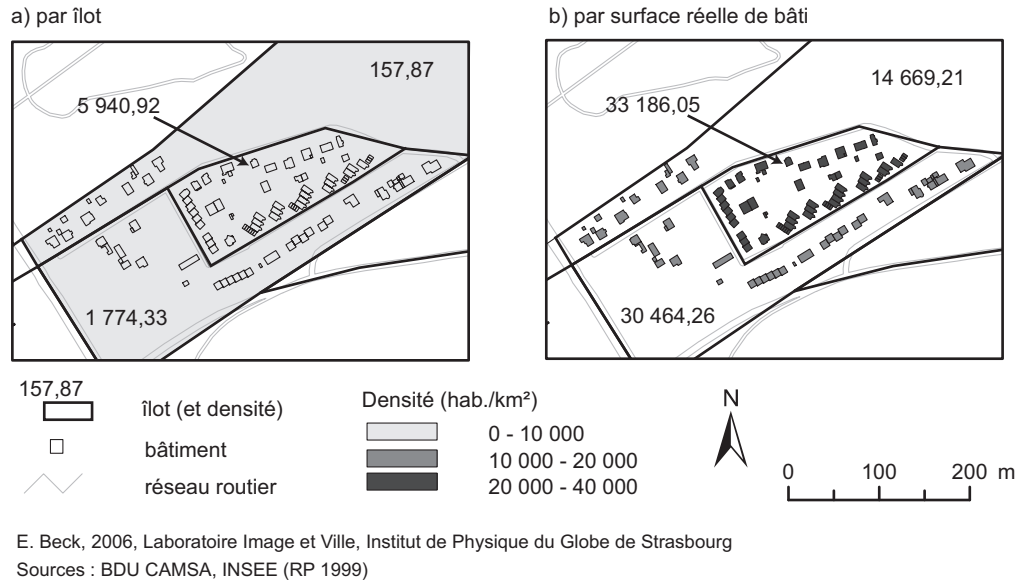 a) par îlot
b) par surface réelle de bâti
157,87
5 940,92
1 774,33
14 669,21
33 186,05
30 464,26
157,87
îlot (et densité)
bâtiment
réseau routier
Densité (hab./km²)
0 - 10 000
10 000 - 20 000
20 000 - 40 000
N
0 100 200 m
E. Beck, 2006, Laboratoire Image et Ville, Institut de Physique du Globe de Strasbourg
Sources : BDU CAMSA, INSEE (RP 1999)